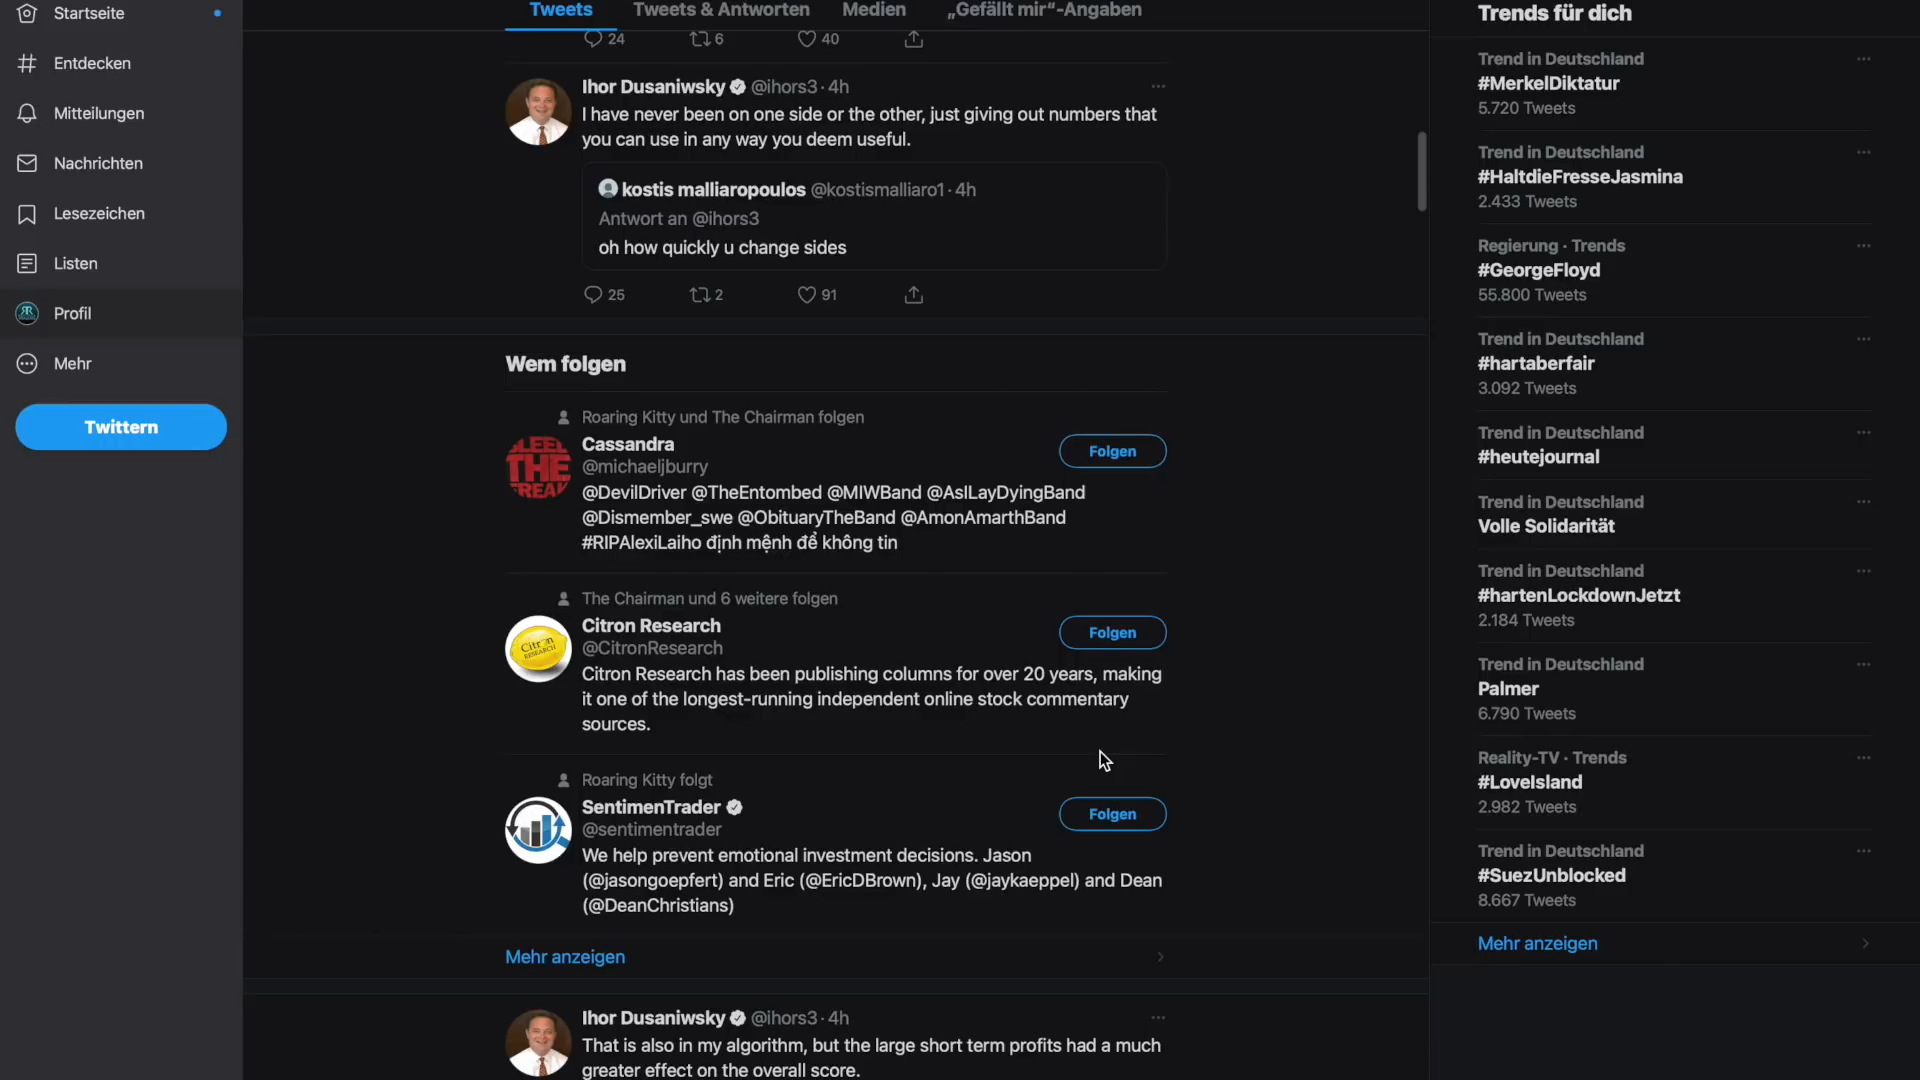 Startseite
Entdecken
Mitteilungen
Nachrichten
Lesezeichen
Listen
Profil
Mehr
Twittern
Tweets
Tweets & Antworten
Medien
„Gefällt mir“-Angaben
24
6
40
Ihor Dusaniwsky @ihors3 · 4h
I have never been on one side or the other, just giving out numbers that
you can use in any way you deem useful.
kostis malliaropoulos @kostismalliaro1 · 4h
Antwort an @ihors3
oh how quickly u change sides
25
2
91
Wem folgen
Roaring Kitty und The Chairman folgen
Cassandra
Folgen
@michaeljburry
@DevilDriver @TheEntombed @MIWBand @AsILayDyingBand
@Dismember_swe @ObituaryTheBand @AmonAmarthBand
#RIPAlexiLaiho định mệnh để không tin
THE
The Chairman und 6 weitere folgen
Citron Research
Folgen
@CitronResearch
Citron Research has been publishing columns for over 20 years, making
it one of the longest-running independent online stock commentary
sources.
Citron
RESEARCH
Roaring Kitty folgt
SentimenTrader
Folgen
@sentimentrader
We help prevent emotional investment decisions. Jason
(@jasongoepfert) and Eric (@EricDBrown), Jay (@jaykaeppel) and Dean
(@DeanChristians)
Mehr anzeigen
Ihor Dusaniwsky @ihors3 · 4h
That is also in my algorithm, but the large short term profits had a much
greater effect on the overall score.
Trends für dich
Trend in Deutschland
#MerkelDiktatur
5.720 Tweets
Trend in Deutschland
#HaltdieFresseJasmina
2.433 Tweets
Regierung · Trends
#GeorgeFloyd
55.800 Tweets
Trend in Deutschland
#hartaberfair
3.092 Tweets
Trend in Deutschland
#heutejournal
Trend in Deutschland
Volle Solidarität
Trend in Deutschland
#hartenLockdownJetzt
2.184 Tweets
Trend in Deutschland
Palmer
6.790 Tweets
Reality-TV · Trends
#LoveIsland
2.982 Tweets
Trend in Deutschland
#SuezUnblocked
8.667 Tweets
Mehr anzeigen